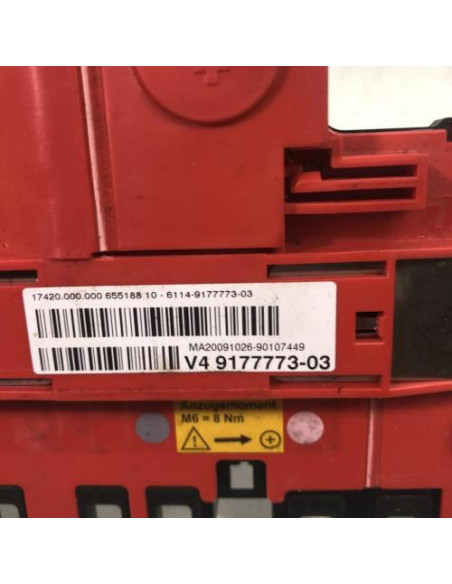 17420.000.000 655188 10 - 6114-9177773-03
MA20091026-90107449
V4 9177773-03
Anzugsmoment
M6 = 8 Nm